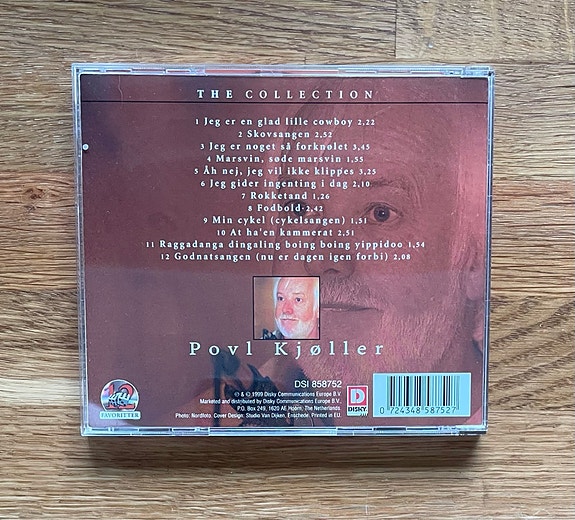 THE COLLECTION
1 Jeg er en glad lille cowboy 2,22
2 Skovsangen 2,52
3 Jeg er noget så forknølet 3,45
4 Marsvin, søde marsvin 1,55
5 Åh nej, jeg vil ikke klippes 3,25
6 Jeg gider ingenting i dag 2,10
7 Rokketand 1,26
8 Fodbold 2,42
9 Min cykel (cykelsangen) 1,51
10 At ha'en kammerat 2,51
11 Raggadanga dingaling boing boing yippidoo 1,54
12 Godnatsangen (nu er dagen igen forbi) 2,08
Povl Kjøller
DSI 858752
℗ & © 1999 Disky Communications Europe B.V.
Marketed and distributed by Disky Communications Europe B.V.,
P.O. Box 249, 1620 AE Hoorn, The Netherlands.
Photo: Nordfoto. Cover Design: Studio Van Dijken, Enschede. Printed in EU.
FAVORITTER
D
DISKY
0 724348 587527